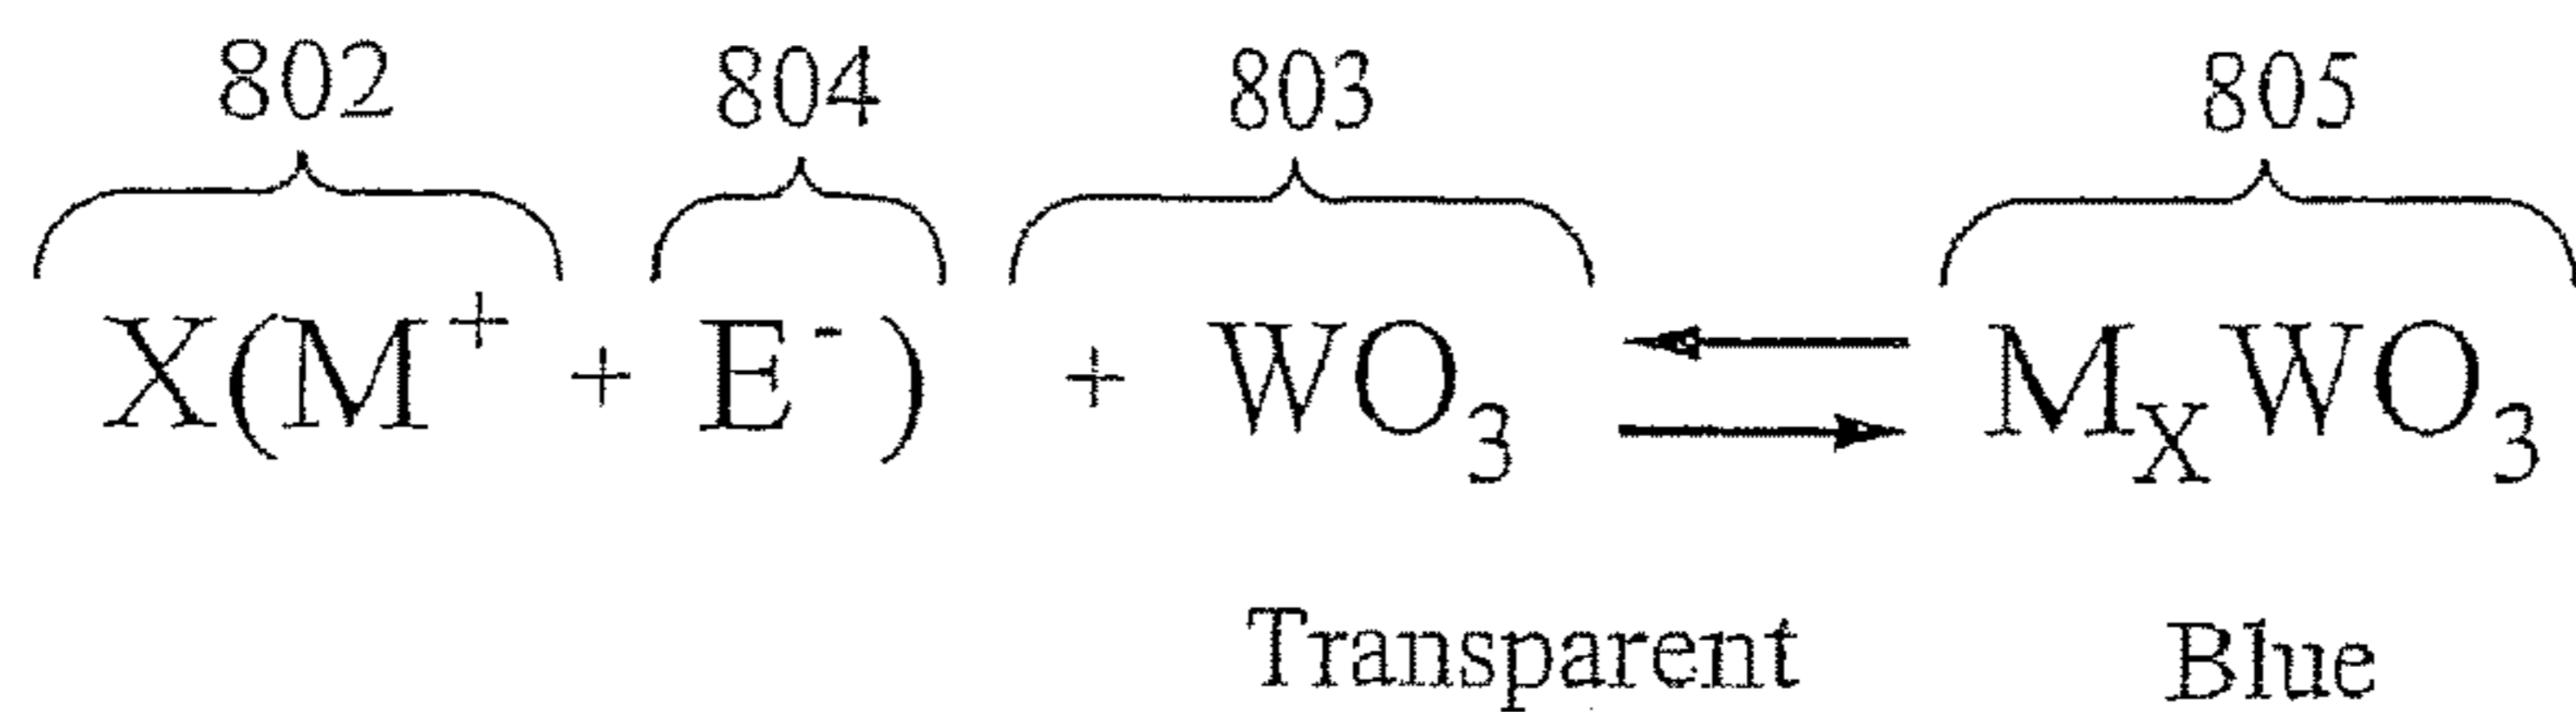 802 804 803 805
X(M⁺ + E⁻) + WO₃ ⇄ MₓWO₃
Transparent Blue